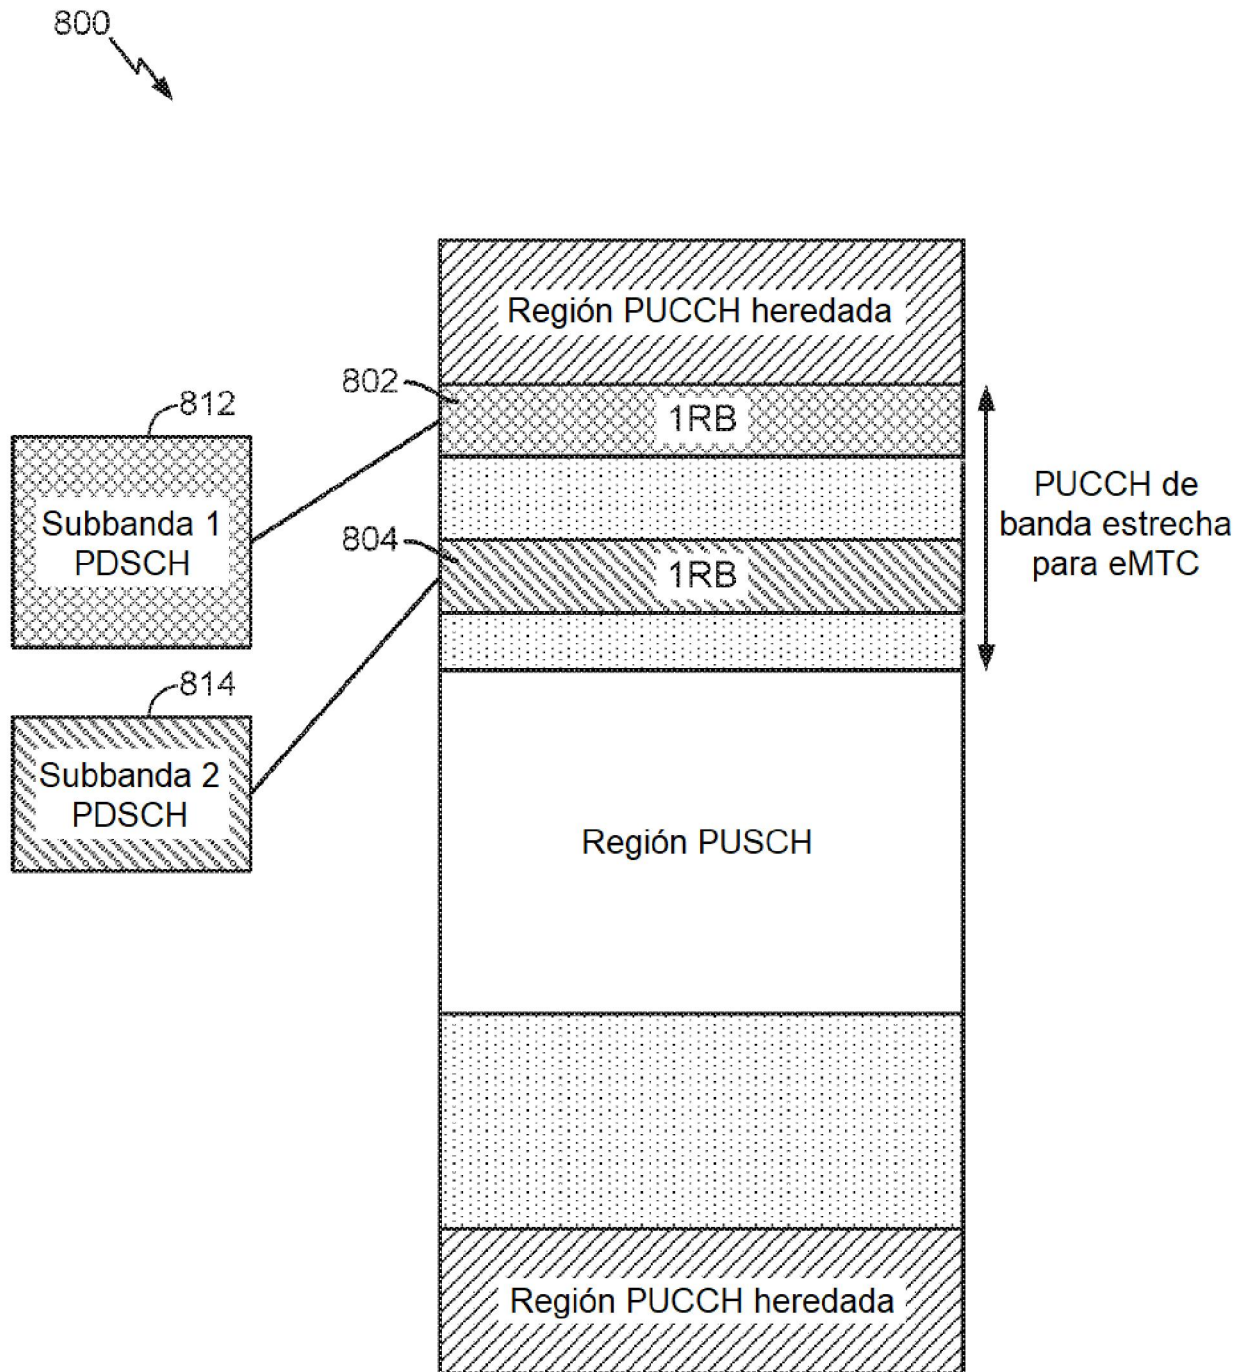 800
Región PUCCH heredada
802
1RB
812
Subbanda 1
PDSCH
804
1RB
PUCCH de
banda estrecha
para eMTC
814
Subbanda 2
PDSCH
Región PUSCH
Región PUCCH heredada